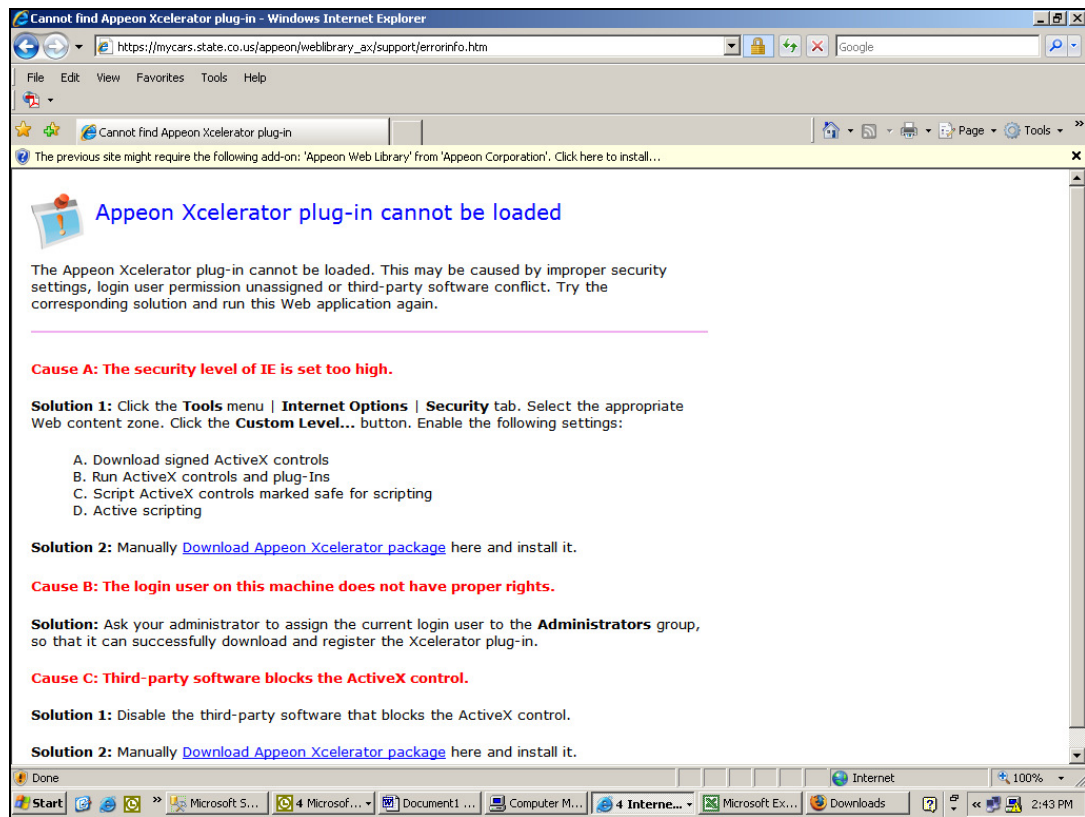 Cannot find Appeon Xcelerator plug-in - Windows Internet Explorer
https://mycars.state.co.us/appeon/weblibrary_ax/support/errorinfo.htm
Google
File Edit View Favorites Tools Help
Cannot find Appeon Xcelerator plug-in
Page Tools
The previous site might require the following add-on: 'Appeon Web Library' from 'Appeon Corporation'. Click here to install...
Appeon Xcelerator plug-in cannot be loaded
The Appeon Xcelerator plug-in cannot be loaded. This may be caused by improper security
settings, login user permission unassigned or third-party software conflict. Try the
corresponding solution and run this Web application again.
Cause A: The security level of IE is set too high.
Solution 1: Click the Tools menu | Internet Options | Security tab. Select the appropriate
Web content zone. Click the Custom Level... button. Enable the following settings:
A. Download signed ActiveX controls
B. Run ActiveX controls and plug-Ins
C. Script ActiveX controls marked safe for scripting
D. Active scripting
Solution 2: Manually Download Appeon Xcelerator package here and install it.
Cause B: The login user on this machine does not have proper rights.
Solution: Ask your administrator to assign the current login user to the Administrators group,
so that it can successfully download and register the Xcelerator plug-in.
Cause C: Third-party software blocks the ActiveX control.
Solution 1: Disable the third-party software that blocks the ActiveX control.
Solution 2: Manually Download Appeon Xcelerator package here and install it.
Done Internet 100%
Start » Microsoft S... 4 Microsof... Document1 ... Computer M... 4 Interne... Microsoft Ex... Downloads « 2:43 PM